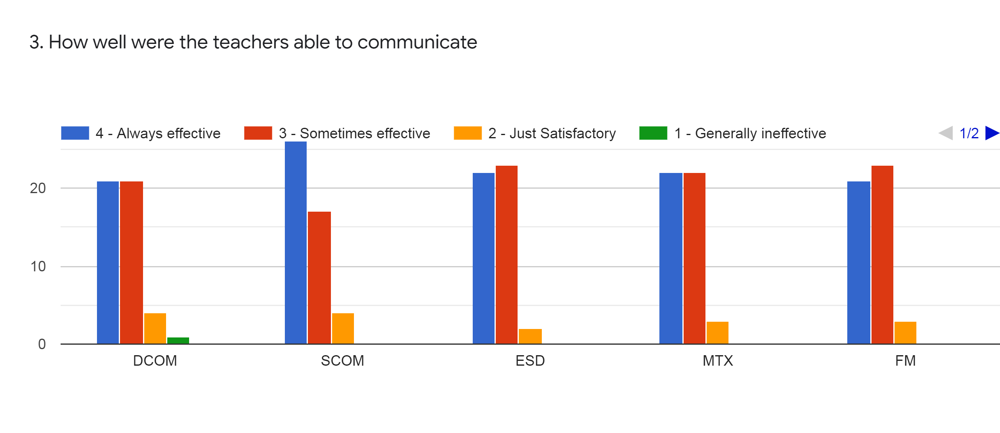 3. How well were the teachers able to communicate
4 - Always effective 3 - Sometimes effective 2 - Just Satisfactory 1 - Generally ineffective 1/2
20
10
0
DCOM SCOM ESD MTX FM